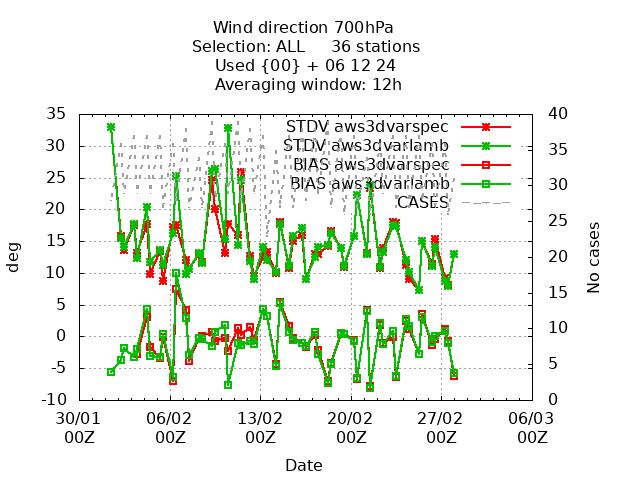 Wind direction 700hPa
Selection: ALL 36 stations
Used {00} + 06 12 24
Averaging window: 12h
STDV aws3dvarspec
STDV aws3dvarlamb
BIAS aws3dvarspec
BIAS aws3dvarlamb
CASES
35
30
25
20
15
10
5
0
-5
-10
deg
40
35
30
25
20
15
10
5
0
No cases
30/01 06/02 13/02 20/02 27/02 06/03
00Z 00Z 00Z 00Z 00Z 00Z
Date